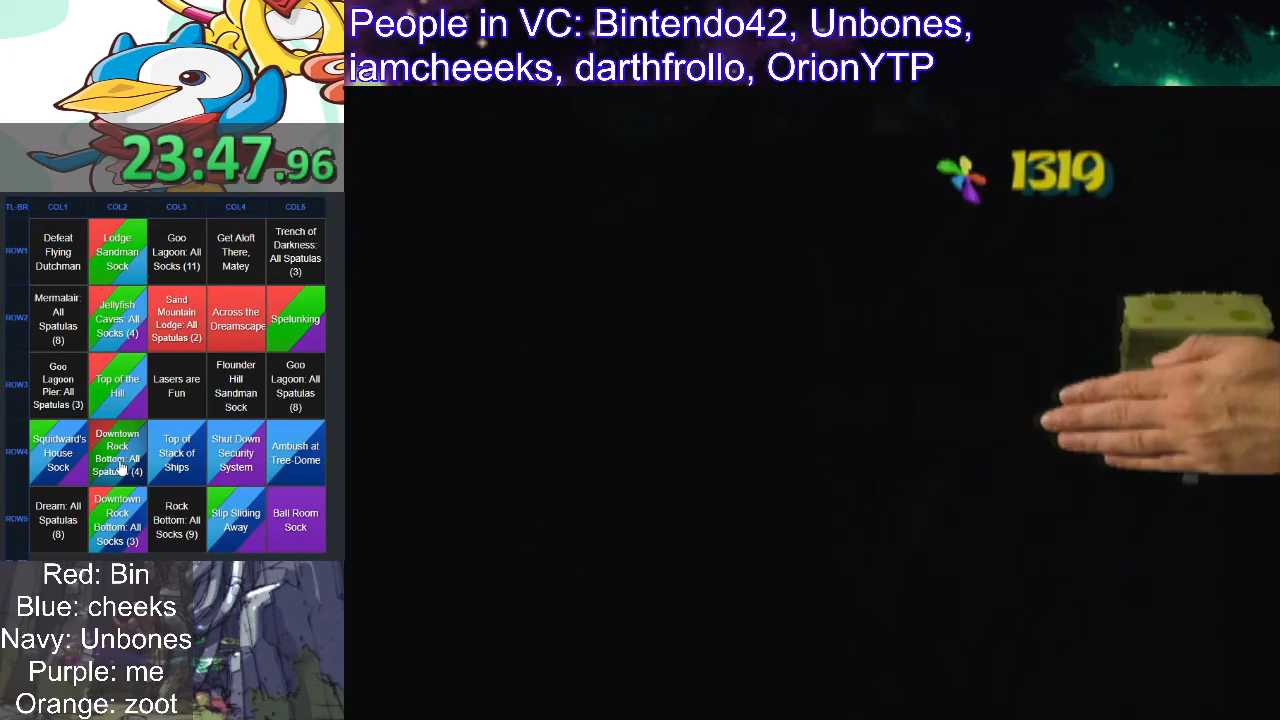 People in VC: Bintendo42, Unbones,
iamcheeeks, darthfrollo, OrionYTP
23:47.96
1319
TL-BR COL1 COL2 COL3 COL4 COL5
ROW1
Defeat Flying Dutchman
Lodge Sandman Sock
Goo Lagoon: All Socks (11)
Get Aloft There, Matey
Trench of Darkness: All Spatulas (3)
ROW2
Mermalair: All Spatulas (8)
Jellyfish Caves: All Socks (4)
Sand Mountain Lodge: All Spatulas (2)
Across the Dreamscape
Spelunking
ROW3
Goo Lagoon Pier: All Spatulas (3)
Top of the Hill
Lasers are Fun
Flounder Hill Sandman Sock
Goo Lagoon: All Spatulas (8)
ROW4
Squidward's House Sock
Downtown Rock Bottom: All Spatulas (4)
Top of Stack of Ships
Shut Down Security System
Ambush at Tree-Dome
ROW5
Dream: All Spatulas (8)
Downtown Rock Bottom: All Socks (3)
Rock Bottom: All Socks (9)
Slip Sliding Away
Ball Room Sock
Red: Bin
Blue: cheeks
Navy: Unbones
Purple: me
Orange: zoot